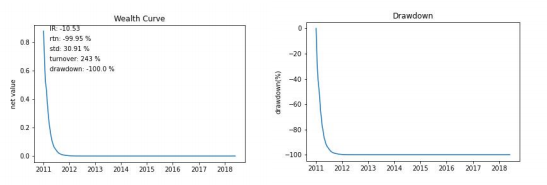 Wealth Curve
IR: -10.53
rtn: -99.95 %
std: 30.91 %
turnover: 243 %
drawdown: -100.0 %
net value
0.8
0.6
0.4
0.2
0.0
2011 2012 2013 2014 2015 2016 2017 2018
Drawdown
drawdown(%)
0
−20
−40
−60
−80
−100
2011 2012 2013 2014 2015 2016 2017 2018